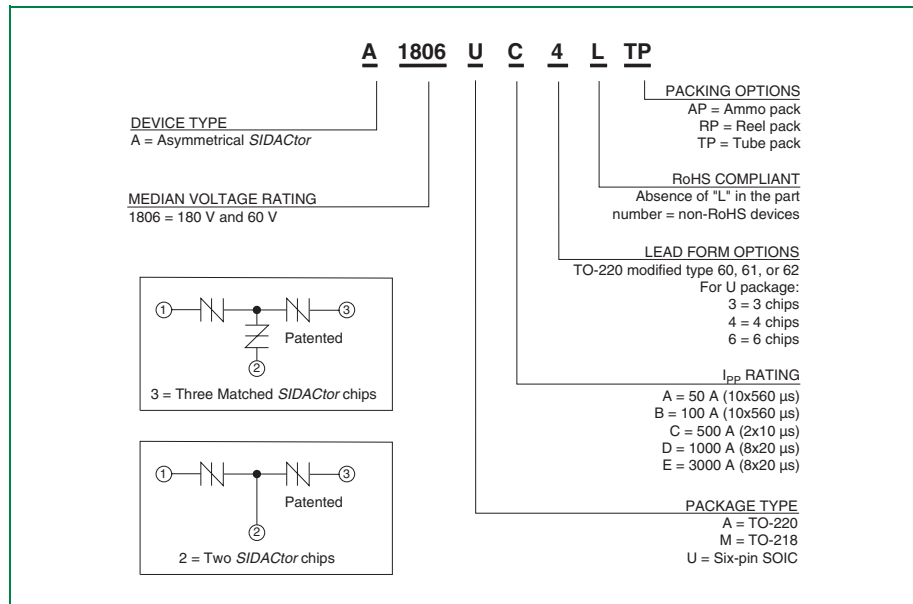 A 1806 U C 4 L TP
DEVICE TYPE
A = Asymmetrical SIDACtor
MEDIAN VOLTAGE RATING
1806 = 180 V and 60 V
PACKING OPTIONS
AP = Ammo pack
RP = Reel pack
TP = Tube pack
RoHS COMPLIANT
Absence of "L" in the part
number = non-RoHS devices
LEAD FORM OPTIONS
TO-220 modified type 60, 61, or 62
For U package:
3 = 3 chips
4 = 4 chips
6 = 6 chips
IPP RATING
A = 50 A (10x560 µs)
B = 100 A (10x560 µs)
C = 500 A (2x10 µs)
D = 1000 A (8x20 µs)
E = 3000 A (8x20 µs)
PACKAGE TYPE
A = TO-220
M = TO-218
U = Six-pin SOIC
1 3
Patented
2
3 = Three Matched SIDACtor chips
1 3
Patented
2
2 = Two SIDACtor chips